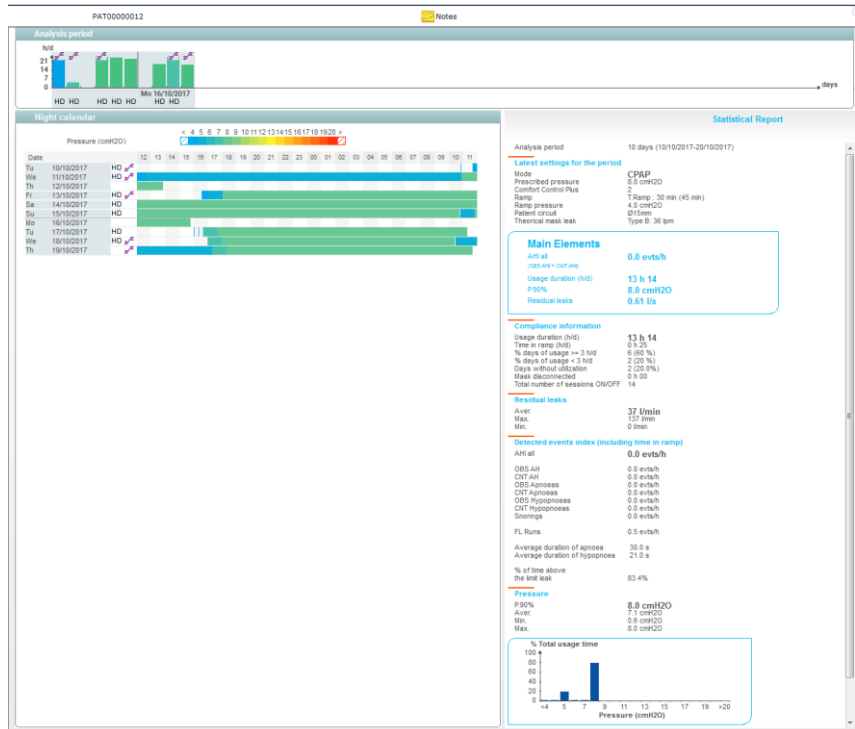 PAT00000012
Notes
Analysis period
h/d
21
14
7
0
days
Mo 16/10/2017
HD HD HD HD HD HD HD
Night calendar
Pressure (cmH2O)
< 4 5 6 7 8 9 10 11 12 13 14 15 16 17 18 19 20 >
Date 12 13 14 15 16 17 18 19 20 21 22 23 00 01 02 03 04 05 06 07 08 09 10 11
Tu 10/10/2017 HD
We 11/10/2017 HD
Th 12/10/2017
Fr 13/10/2017 HD
Sa 14/10/2017 HD
Su 15/10/2017 HD
Mo 16/10/2017
Tu 17/10/2017 HD
We 18/10/2017 HD
Th 19/10/2017
Statistical Report
Analysis period 10 days (10/10/2017-20/10/2017)
Latest settings for the period
Mode CPAP
Prescribed pressure 8.0 cmH2O
Comfort Control Plus 2
Ramp T.Ramp : 30 min (45 min)
Ramp pressure 4.0 cmH2O
Patient circuit Ø15mm
Theorical mask leak Type B: 36 lpm
Main Elements
AHI all 0.0 evts/h
(OBS AHI + CNT AHI)
Usage duration (h/d) 13 h 14
P.90% 8.0 cmH2O
Residual leaks 0.61 l/s
Compliance information
Usage duration (h/d) 13 h 14
Time in ramp (h/d) 0 h 25
% days of usage >= 3 h/d 6 (60 %)
% days of usage < 3 h/d 2 (20 %)
Days without utilization 2 (20.0%)
Mask disconnected 0 h 00
Total number of sessions ON/OFF 14
Residual leaks
Aver. 37 l/min
Max. 137 l/min
Min. 0 l/min
Detected events index (including time in ramp)
AHI all 0.0 evts/h
OBS AH 0.0 evts/h
CNT AH 0.0 evts/h
OBS Apnoeas 0.0 evts/h
CNT Apnoeas 0.0 evts/h
OBS Hypopnoeas 0.0 evts/h
CNT Hypopnoeas 0.0 evts/h
Snorings 0.0 evts/h
FL Runs 0.5 evts/h
Average duration of apnoea 30.0 s
Average duration of hypopnoea 21.0 s
% of time above
the limit leak 83.4%
Pressure
P.90% 8.0 cmH2O
Aver. 7.1 cmH2O
Min. 0.6 cmH2O
Max. 8.0 cmH2O
% Total usage time
100
80
60
40
20
0
<4 5 7 9 11 13 15 17 19 >20
Pressure (cmH2O)